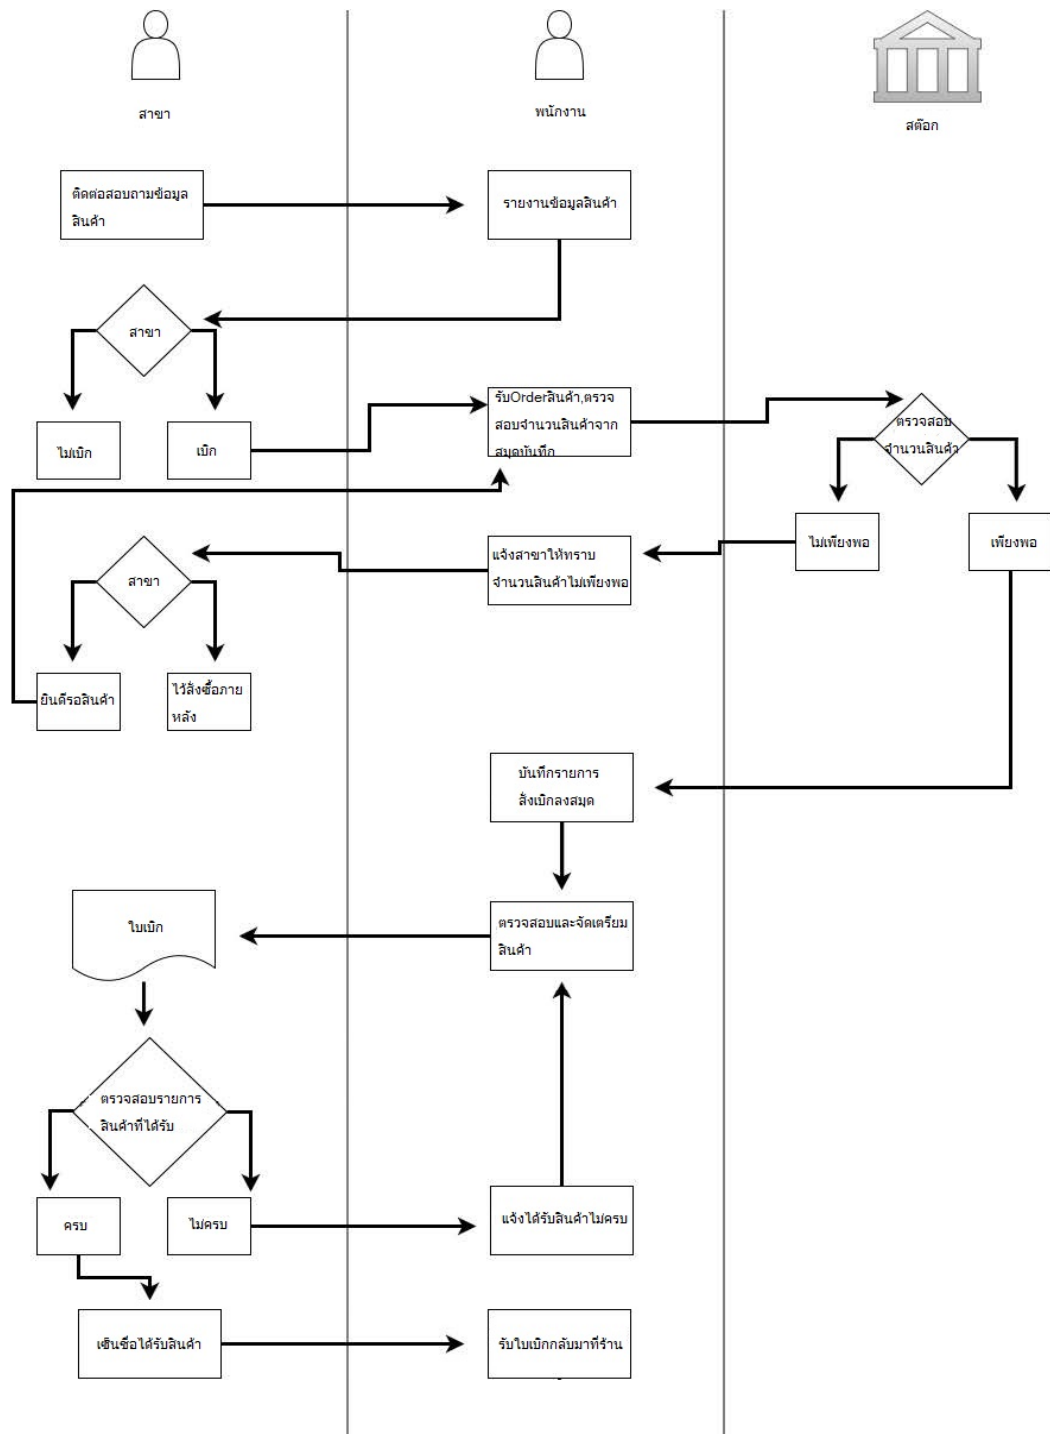 สาขา
พนักงาน
สต๊อก
ติดต่อสอบถามข้อมูล
สินค้า
รายงานข้อมูลสินค้า
สาขา
ไม่เบิก
เบิก
รับOrderสินค้า,ตรวจ
สอบจำนวนสินค้าจาก
สมุดบันทึก
ตรวจสอบ
จำนวนสินค้า
ไม่เพียงพอ
เพียงพอ
แจ้งสาขาให้ทราบ
จำนวนสินค้าไม่เพียงพอ
สาขา
ยินดีรอสินค้า
ไว้สั่งซื้อภาย
หลัง
บันทึกรายการ
สั่งเบิกลงสมุด
ตรวจสอบและจัดเตรียม
สินค้า
ใบเบิก
ตรวจสอบรายการ
สินค้าที่ได้รับ
ครบ
ไม่ครบ
แจ้งได้รับสินค้าไม่ครบ
เซ็นชื่อได้รับสินค้า
รับใบเบิกกลับมาที่ร้าน